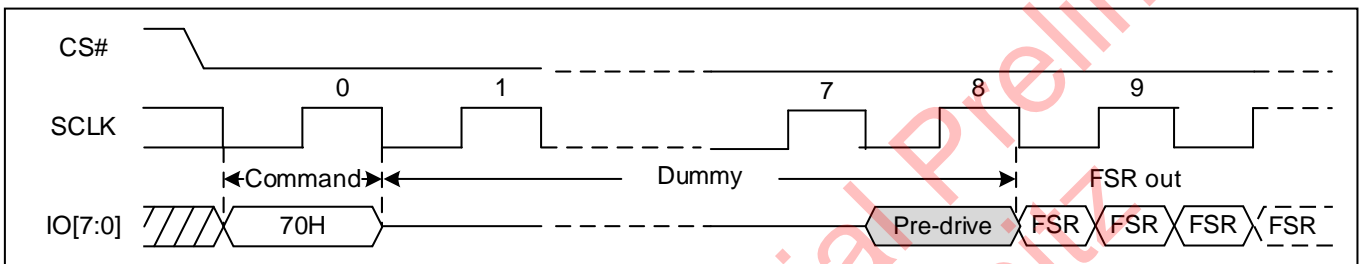 CS#
0 1 7 8 9
SCLK
Command Dummy FSR out
IO[7:0] 70H Pre-drive FSR FSR FSR FSR